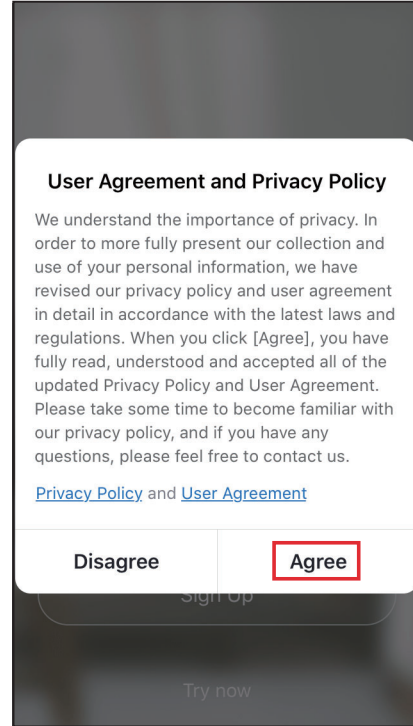 User Agreement and Privacy Policy
We understand the importance of privacy. In
order to more fully present our collection and
use of your personal information, we have
revised our privacy policy and user agreement
in detail in accordance with the latest laws and
regulations. When you click [Agree], you have
fully read, understood and accepted all of the
updated Privacy Policy and User Agreement.
Please take some time to become familiar with
our privacy policy, and if you have any
questions, please feel free to contact us.
Privacy Policy and User Agreement
Disagree Agree
Sign Up
Try now